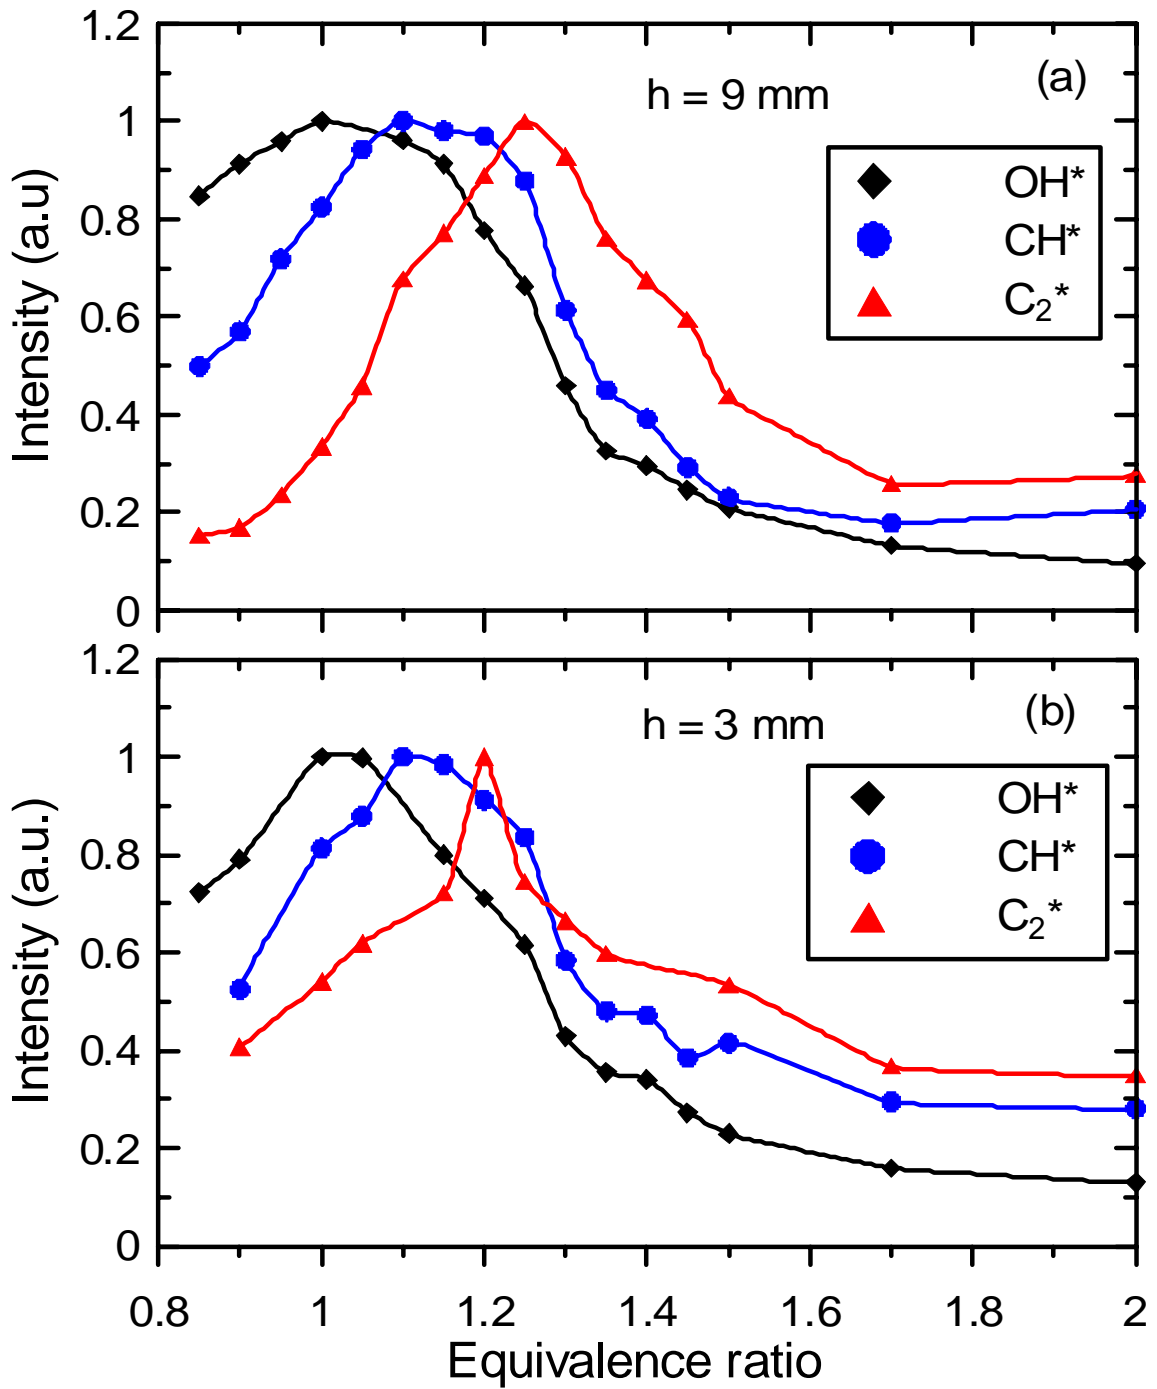 1.2
1
0.8
0.6
0.4
0.2
0
Intensity (a.u)
h = 9 mm
(a)
OH*
CH*
C₂*
1.2
1
0.8
0.6
0.4
0.2
0
Intensity (a.u.)
h = 3 mm
(b)
OH*
CH*
C₂*
0.8 1 1.2 1.4 1.6 1.8 2
Equivalence ratio